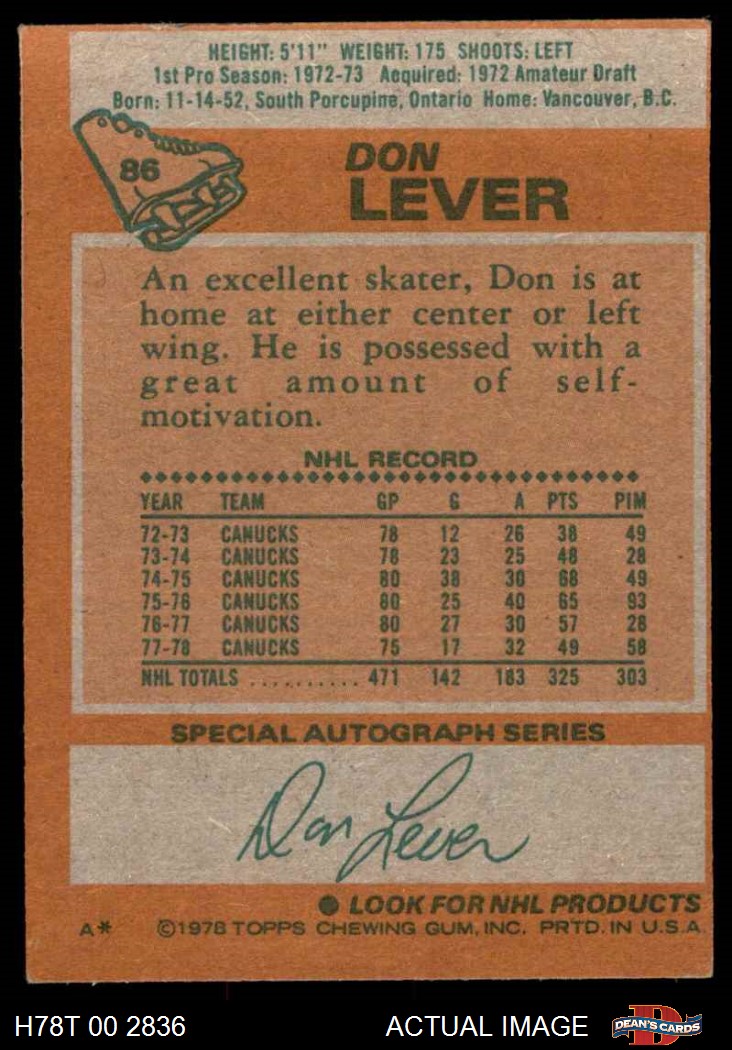 HEIGHT: 5'11" WEIGHT: 175 SHOOTS: LEFT
1st Pro Season: 1972-73 Acquired: 1972 Amateur Draft
Born: 11-14-52, South Porcupine, Ontario Home: Vancouver, B.C.
86
DON
LEVER
An excellent skater, Don is at
home at either center or left
wing. He is possessed with a
great amount of self-
motivation.
NHL RECORD
YEAR TEAM GP G A PTS PIM
72-73 CANUCKS 78 12 26 38 49
73-74 CANUCKS 78 23 25 48 28
74-75 CANUCKS 80 38 30 68 49
75-76 CANUCKS 80 25 40 65 93
76-77 CANUCKS 80 27 30 57 28
77-78 CANUCKS 75 17 32 49 58
NHL TOTALS .......... 471 142 183 325 303
SPECIAL AUTOGRAPH SERIES
Don Lever
● LOOK FOR NHL PRODUCTS
A* ©1978 TOPPS CHEWING GUM, INC. PRTD. IN U.S.A.
H78T 00 2836 ACTUAL IMAGE D DEAN'S CARDS